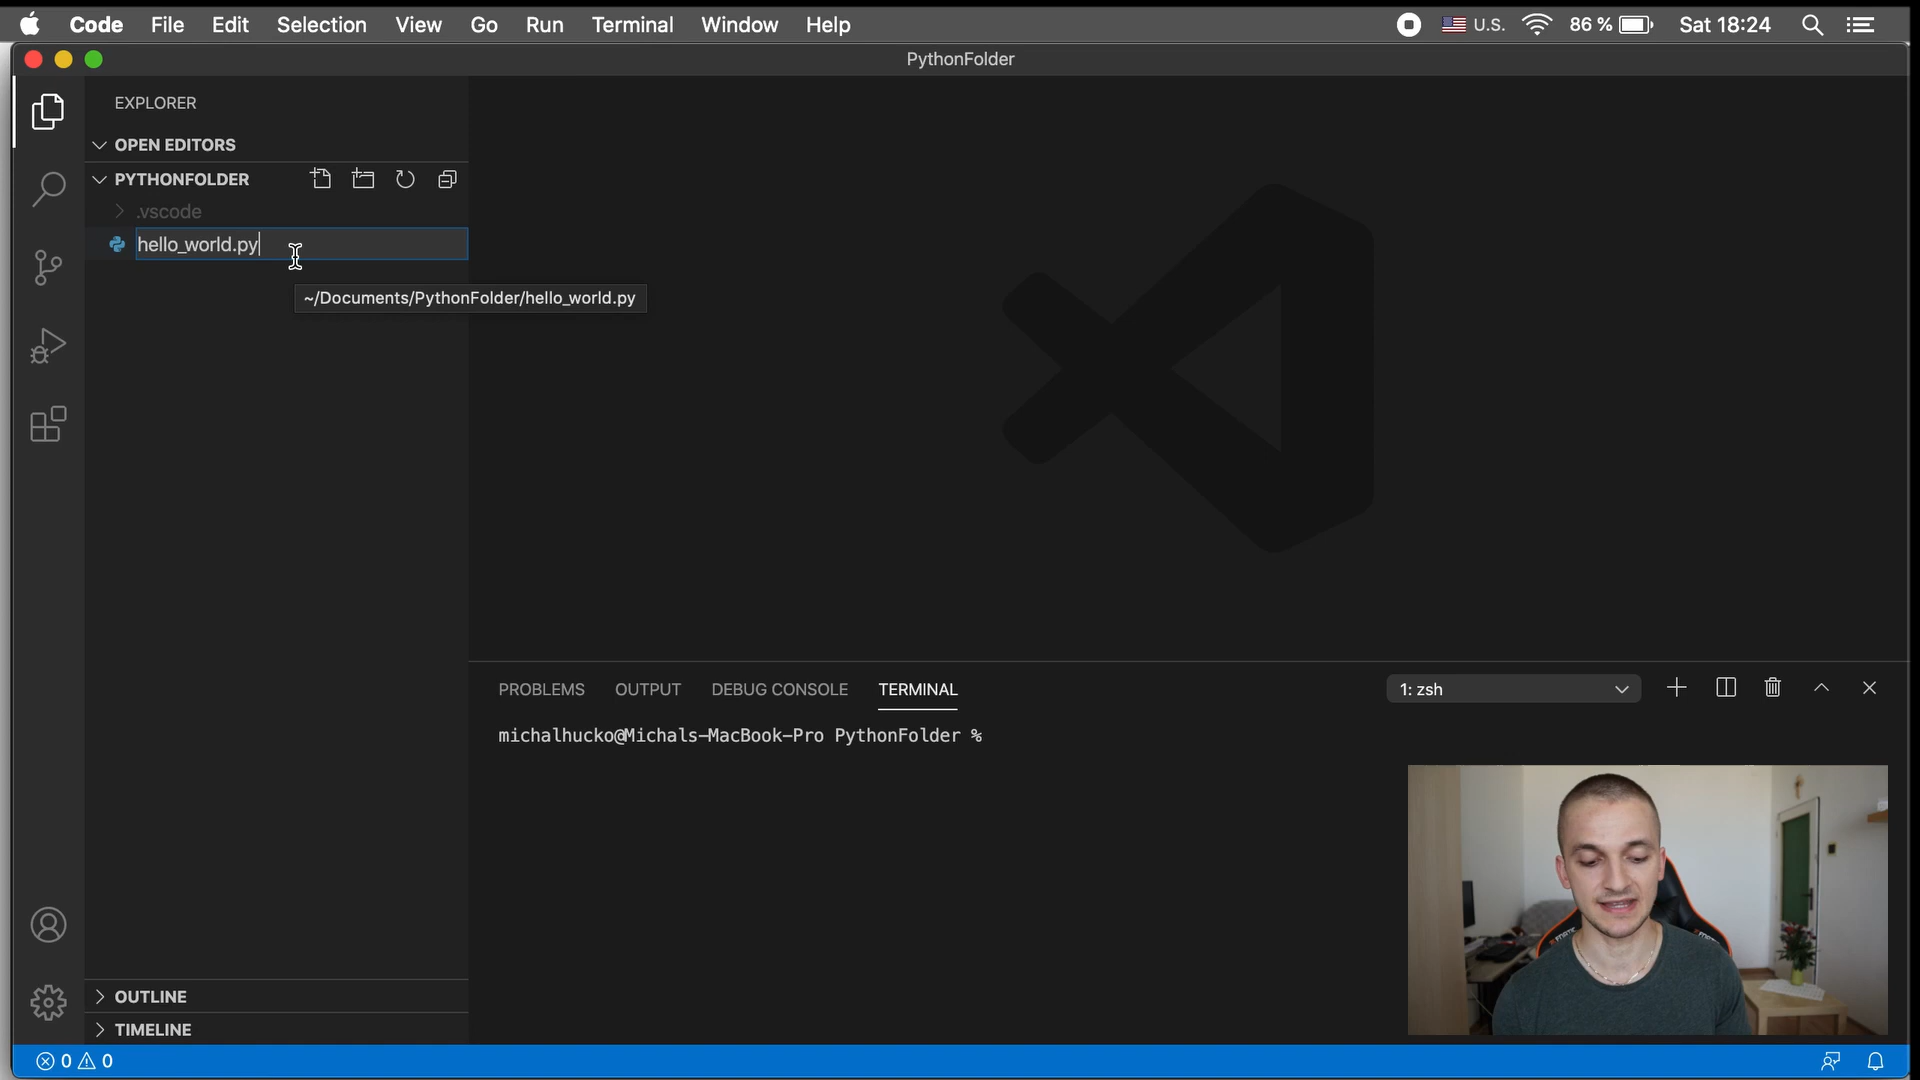 Code File Edit Selection View Go Run Terminal Window Help U.S. 86 % Sat 18:24
PythonFolder
EXPLORER
OPEN EDITORS
PYTHONFOLDER
.vscode
hello_world.py
~/Documents/PythonFolder/hello_world.py
PROBLEMS OUTPUT DEBUG CONSOLE TERMINAL 1: zsh
michalhucko@Michals-MacBook-Pro PythonFolder %
OUTLINE
TIMELINE
0 0